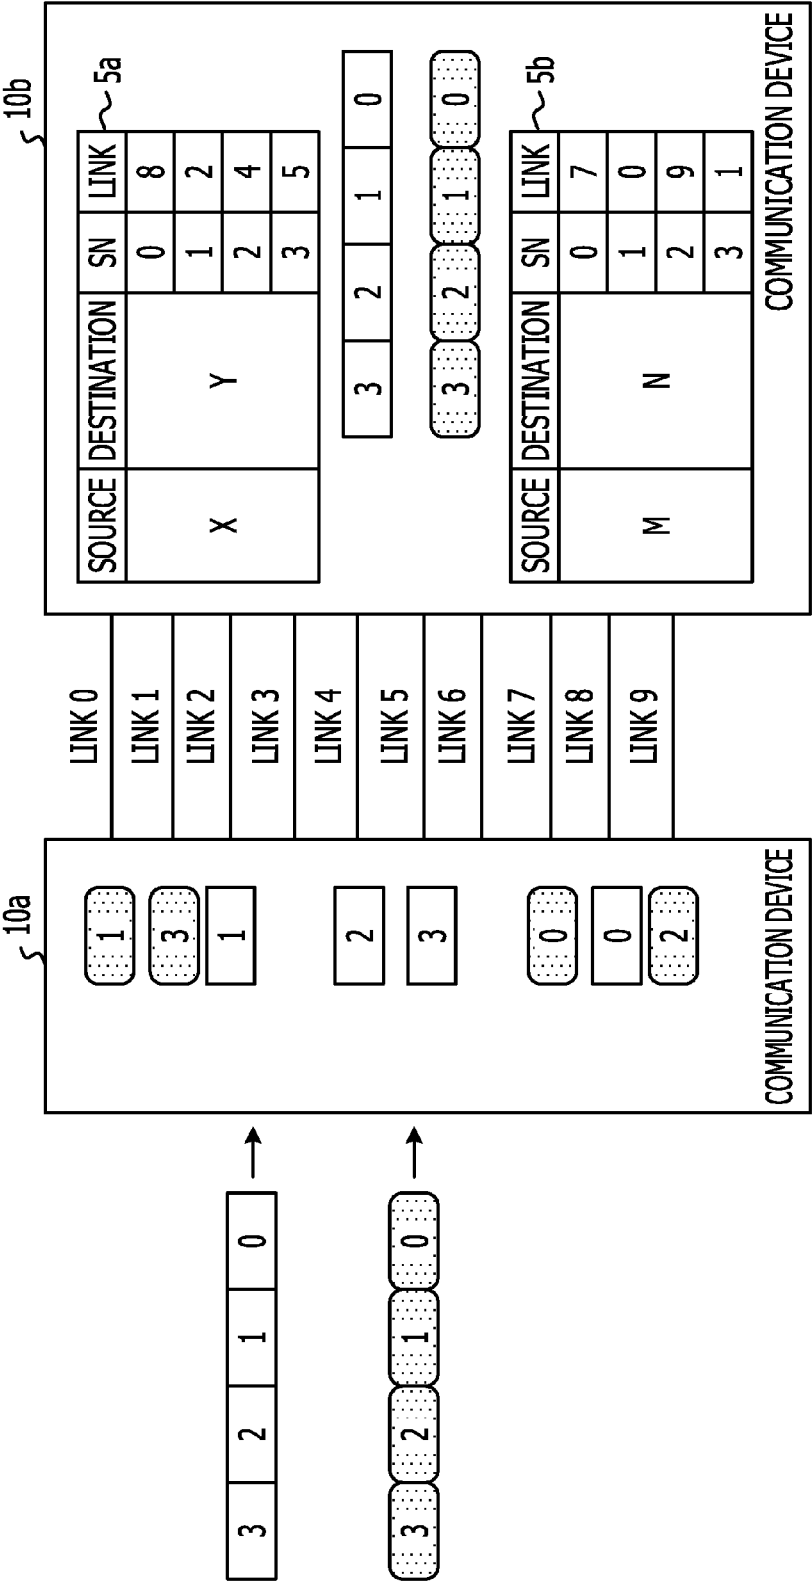 10a
10b
3 2 1 0
3 2 1 0
1
3
1
2
3
0
0
2
COMMUNICATION DEVICE
LINK 0
LINK 1
LINK 2
LINK 3
LINK 4
LINK 5
LINK 6
LINK 7
LINK 8
LINK 9
5a
SOURCE DESTINATION SN LINK
X Y 0 8
1 2
2 4
3 5
3 2 1 0
3 2 1 0
5b
SOURCE DESTINATION SN LINK
M N 0 7
1 0
2 9
3 1
COMMUNICATION DEVICE